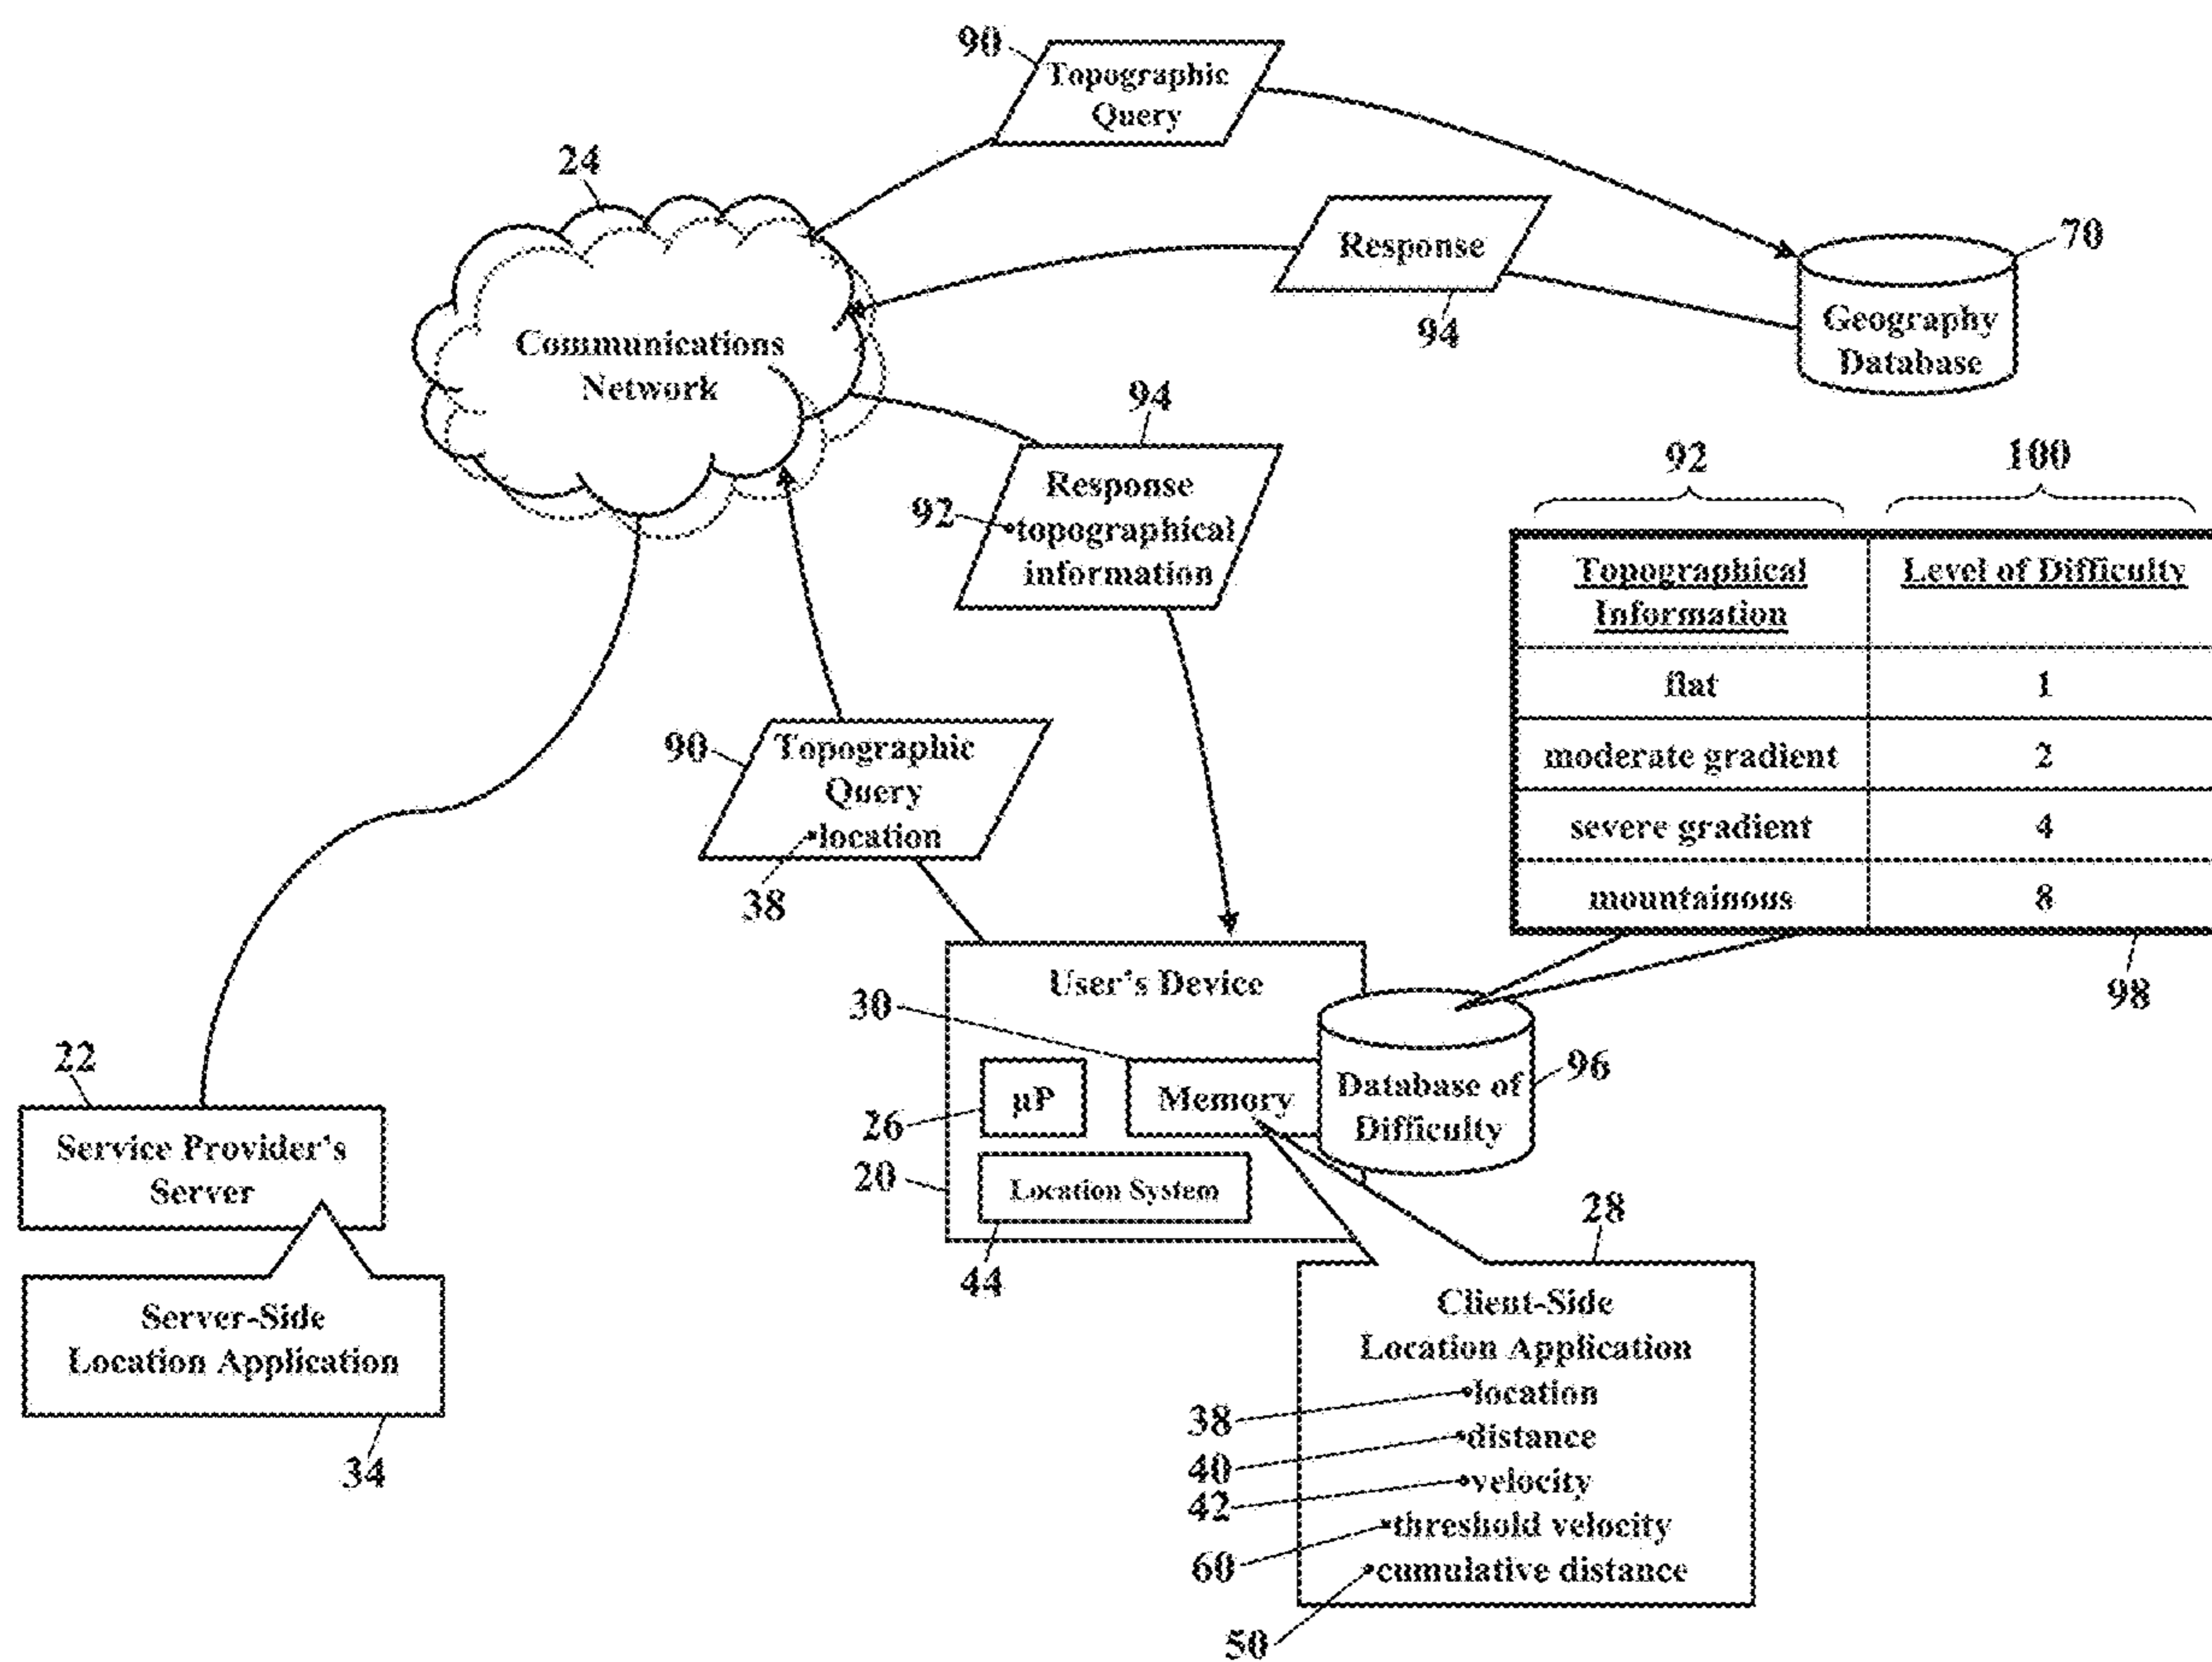 90
Topographic
Query
24
Response
94
70
Geography
Database
Communications
Network
94
Response
92
•topographical
information
92
100
Topographical
Information
Level of Difficulty
flat
1
moderate gradient
2
severe gradient
4
mountainous
8
98
90
Topographic
Query
•location
38
User's Device
30
µP
Memory
26
Database of
Difficulty
96
20
Location System
44
22
Service Provider's
Server
Server-Side
Location Application
34
28
Client-Side
Location Application
38
•location
40
•distance
42
•velocity
60
•threshold velocity
50
•cumulative distance